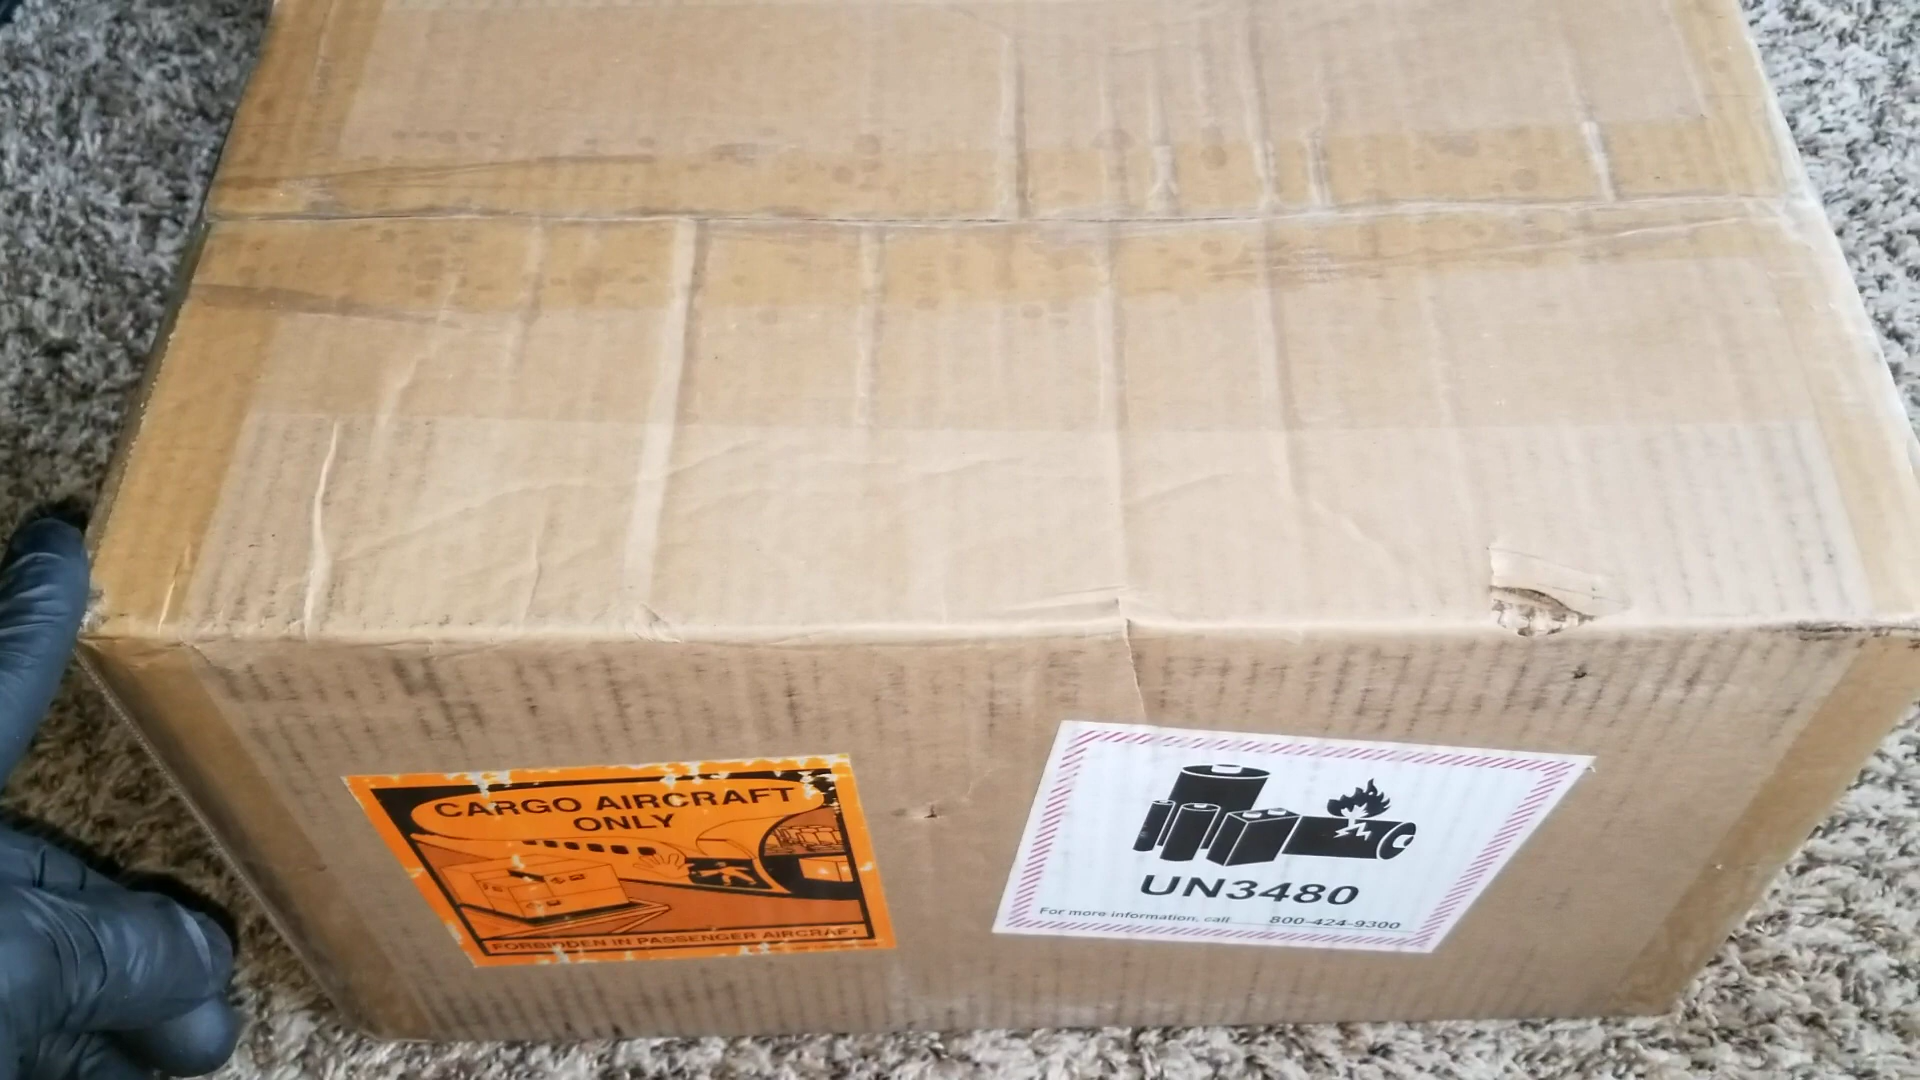 CARGO AIRCRAFT
ONLY
FORBIDDEN IN PASSENGER AIRCRAFT
UN3480
For more information, call 800-424-9300